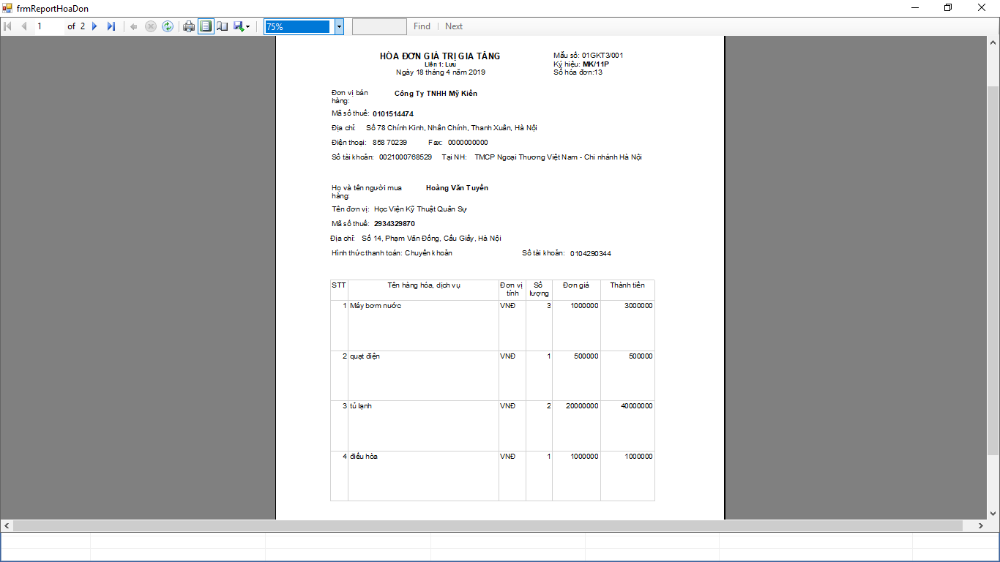 frmReportHoaDon
1 of 2 75% Find Next
HÓA ĐƠN GIÁ TRỊ GIA TĂNG
Liên 1: Lưu
Ngày 18 tháng 4 năm 2019
Mẫu số: 01GKT3/001
Ký hiệu: MK/11P
Số hóa đơn:13
Đơn vị bán hàng: Công Ty TNHH Mỹ Kiến
Mã số thuế: 0101514474
Địa chỉ: Số 78 Chính Kinh, Nhân Chính, Thanh Xuân, Hà Nội
Điện thoại: 858 70239 Fax: 0000000000
Số tài khoản: 0021000768529 Tại NH: TMCP Ngoại Thương Việt Nam - Chi nhánh Hà Nội
Họ và tên người mua hàng: Hoàng Văn Tuyển
Tên đơn vị: Học Viện Kỹ Thuật Quân Sự
Mã số thuế: 2934329870
Địa chỉ: Số 14, Phạm Văn Đồng, Cầu Giấy, Hà Nội
Hình thức thanh toán: Chuyển khoản Số tài khoản: 0104290344
STT Tên hàng hóa, dịch vụ Đơn vị tính Số lượng Đơn giá Thành tiền
1 Máy bơm nước VNĐ 3 1000000 3000000
2 quạt điện VNĐ 1 500000 500000
3 tủ lạnh VNĐ 2 20000000 40000000
4 điều hòa VNĐ 1 1000000 1000000